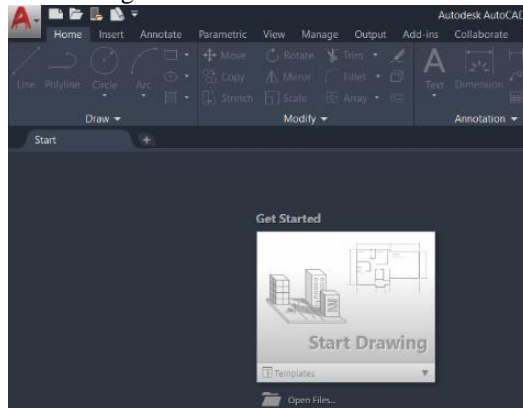 Autodesk AutoCAD
Home Insert Annotate Parametric View Manage Output Add-ins Collaborate
Line Polyline Circle Arc Move Rotate Trim Text Dimension
Copy Mirror Fillet
Stretch Scale Array
Draw Modify Annotation
Start
Get Started
Start Drawing
Templates
Open Files...